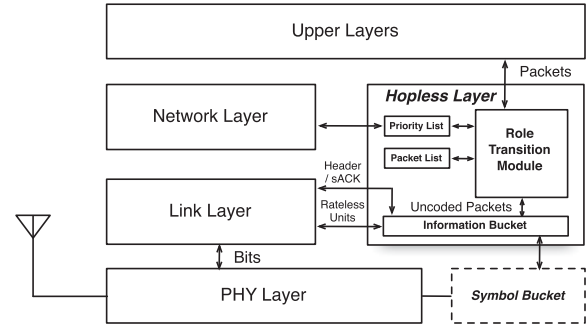 Upper Layers
Packets
Hopless Layer
Network Layer
Priority List
Role
Transition
Module
Packet List
Header
/ sACK
Link Layer
Rateless
Units
Uncoded Packets
Information Bucket
Bits
PHY Layer
Symbol Bucket